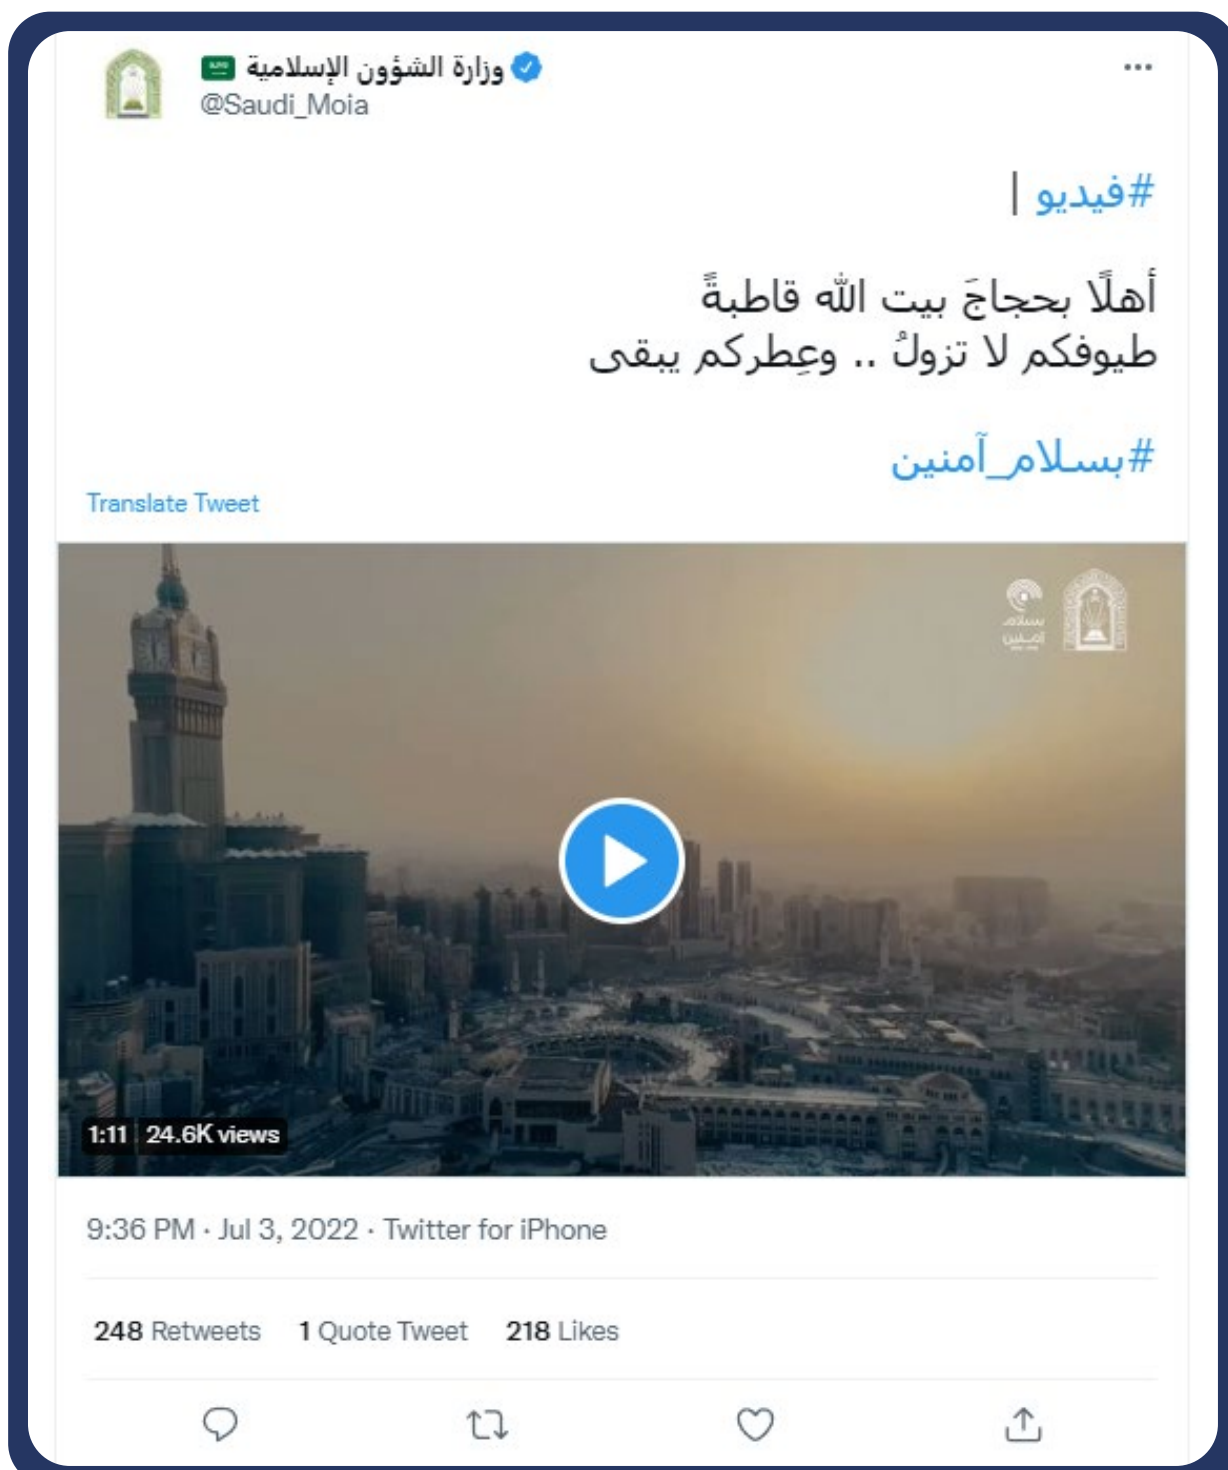 وزارة الشؤون الإسلامية
@Saudi_Moia
#فيديو |
أهلًا بحجاجَ بيت الله قاطبةً
طيوفكم لا تزولُ .. وعِطركم يبقى
#بسلام_آمنين
Translate Tweet
بسلام
آمنين
1:11 24.6K views
9:36 PM · Jul 3, 2022 · Twitter for iPhone
248 Retweets 1 Quote Tweet 218 Likes